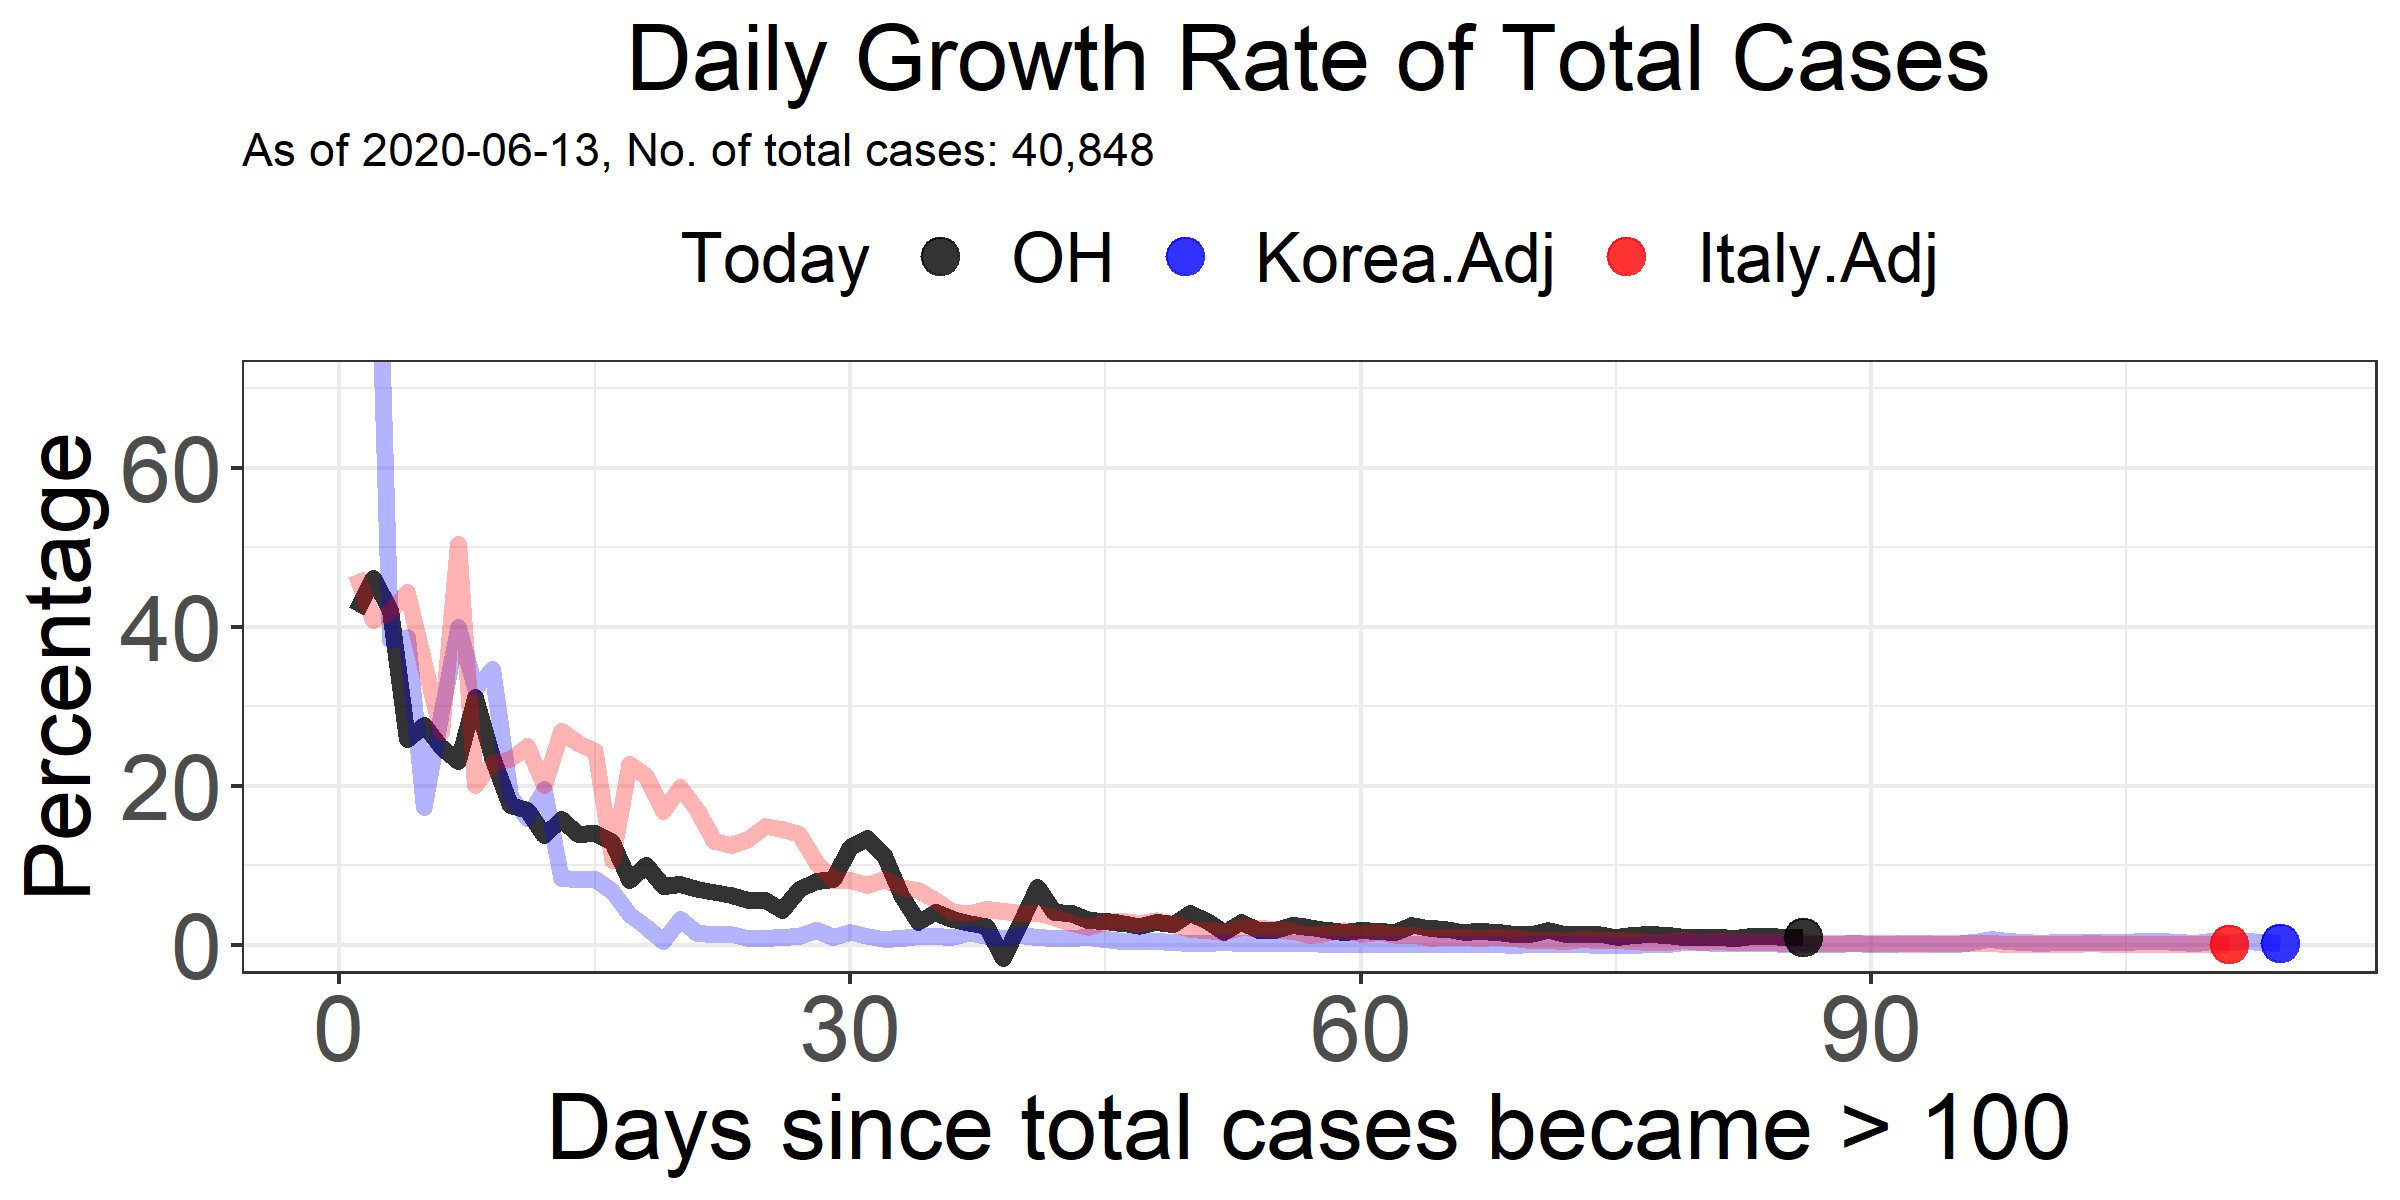 Daily Growth Rate of Total Cases
As of 2020-06-13, No. of total cases: 40,848
Today OH Korea.Adj Italy.Adj
Percentage
60
40
20
0
0 30 60 90
Days since total cases became > 100